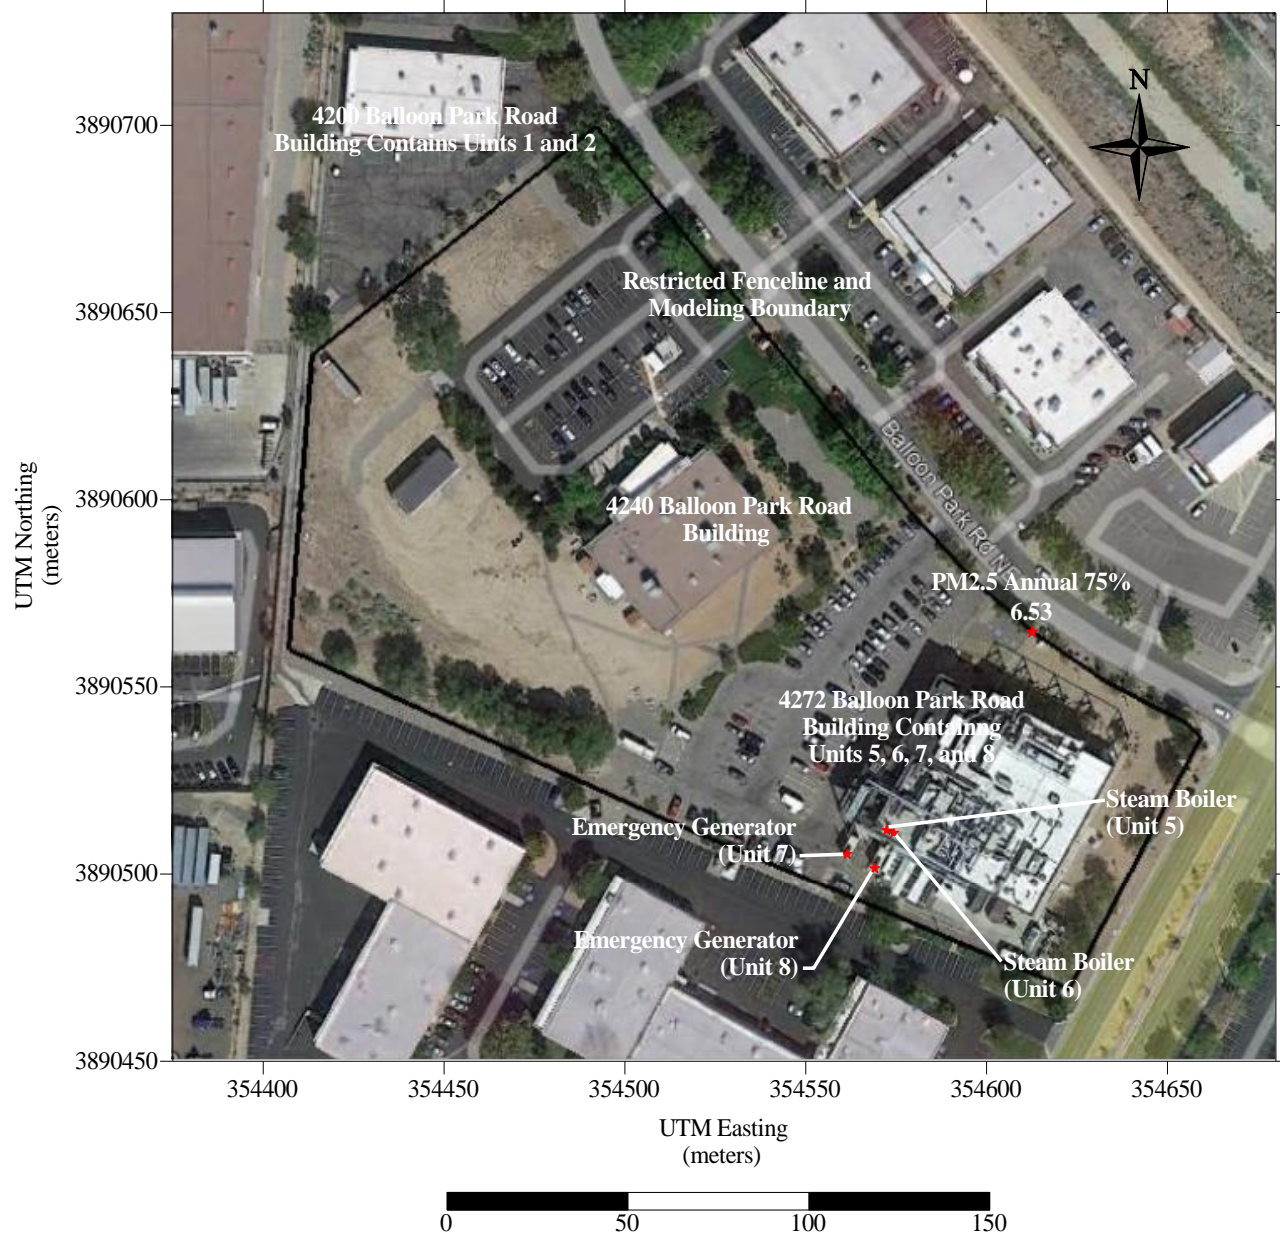 N
4200 Balloon Park Road
Building Contains Uints 1 and 2
Restricted Fenceline and
Modeling Boundary
4240 Balloon Park Road
Building
Balloon Park Rd NE
PM2.5 Annual 75%
6.53
4272 Balloon Park Road
Building Containng
Units 5, 6, 7, and 8
Steam Boiler
(Unit 5)
Emergency Generator
(Unit 7)
Emergency Generator
(Unit 8)
Steam Boiler
(Unit 6)
UTM Northing
(meters)
3890700
3890650
3890600
3890550
3890500
3890450
354400
354450
354500
354550
354600
354650
UTM Easting
(meters)
0
50
100
150